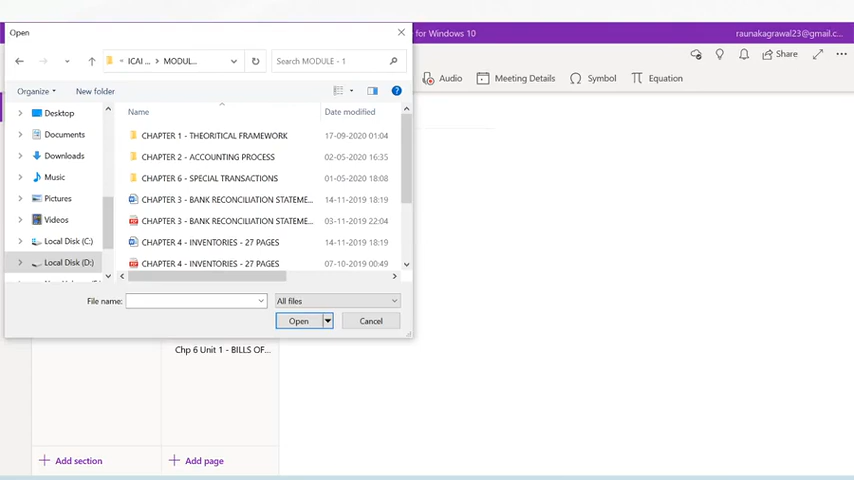 Open
for Windows 10
raunakagrawal23@gmail.c...
ICAI ...
MODUL...
Search MODULE - 1
Share
Audio
Meeting Details
Symbol
Equation
Organize
New folder
Name
Date modified
Desktop
Documents
Downloads
Music
Pictures
Videos
Local Disk (C:)
Local Disk (D:)
CHAPTER 1 - THEORITICAL FRAMEWORK 17-09-2020 01:04
CHAPTER 2 - ACCOUNTING PROCESS 02-05-2020 16:35
CHAPTER 6 - SPECIAL TRANSACTIONS 01-05-2020 18:08
CHAPTER 3 - BANK RECONCILIATION STATEME... 14-11-2019 18:19
CHAPTER 3 - BANK RECONCILIATION STATEME... 03-11-2019 22:04
CHAPTER 4 - INVENTORIES - 27 PAGES 14-11-2019 18:19
CHAPTER 4 - INVENTORIES - 27 PAGES 07-10-2019 00:49
File name:
All files
Open
Cancel
Chp 6 Unit 1 - BILLS OF...
Add section
Add page